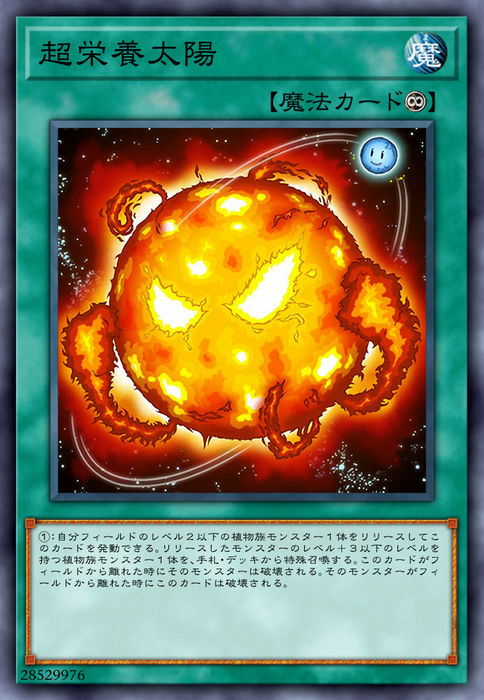 超栄養太陽
魔
【魔法カード】
①:自分フィールドのレベル2以下の植物族モンスター1体をリリースしてこ
のカードを発動できる。リリースしたモンスターのレベル+3以下のレベルを
持つ植物族モンスター1体を、手札・デッキから特殊召喚する。このカードがフ
ィールドから離れた時にそのモンスターは破壊される。そのモンスターがフィ
ールドから離れた時にこのカードは破壊される。
28529976